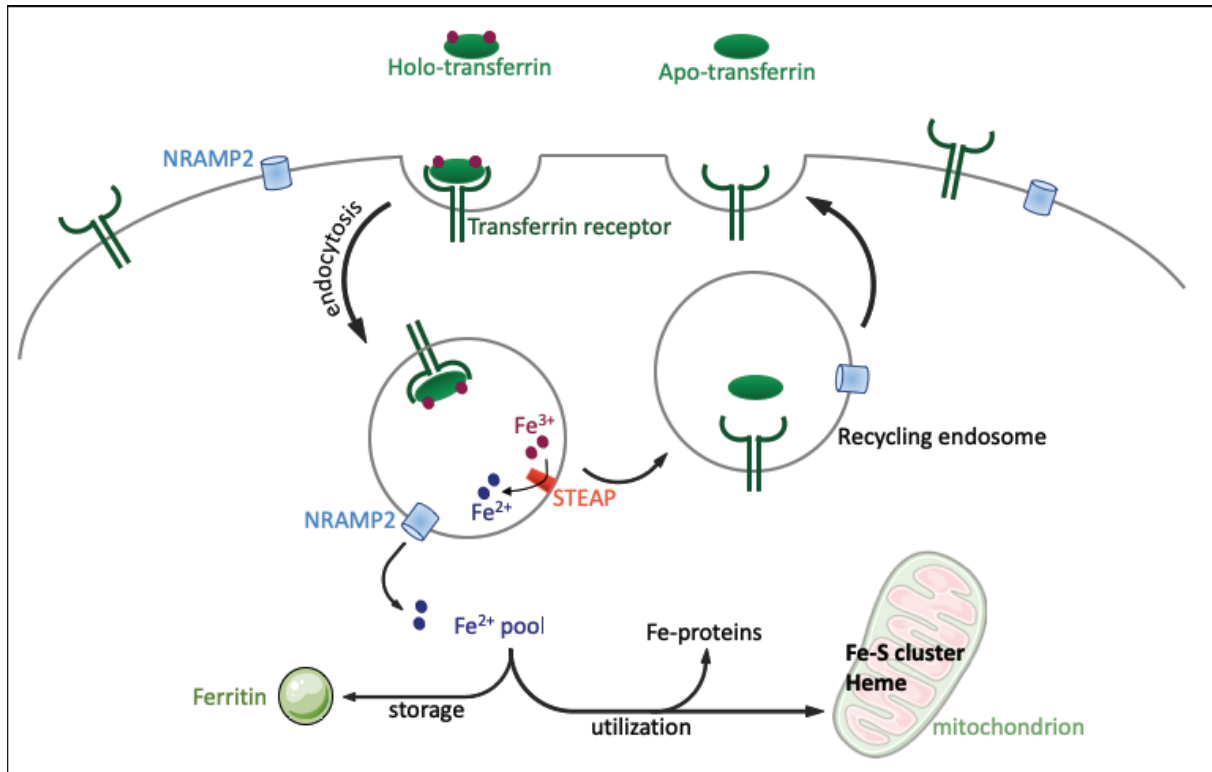 Holo-transferrin
Apo-transferrin
NRAMP2
Transferrin receptor
endocytosis
Fe³⁺
Fe²⁺
STEAP
NRAMP2
Recycling endosome
Fe²⁺ pool
Fe-proteins
Fe-S cluster
Heme
Ferritin
storage
utilization
mitochondrion